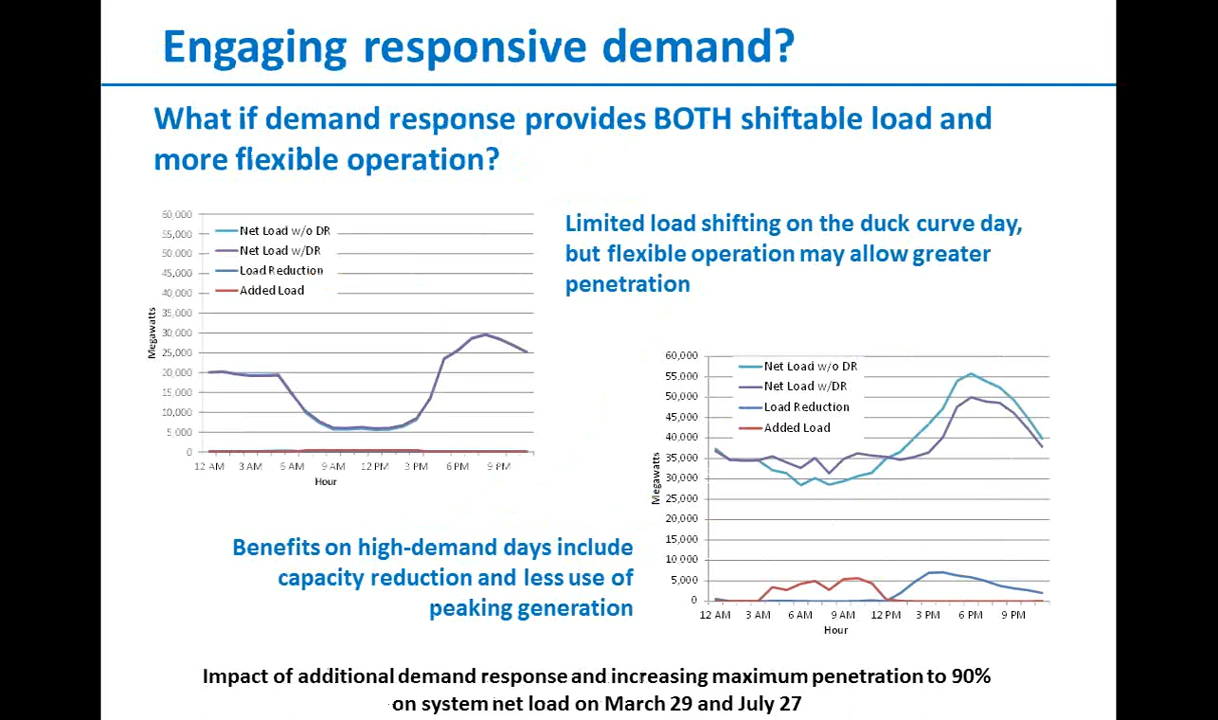 Engaging responsive demand?
What if demand response provides BOTH shiftable load and
more flexible operation?
60,000
55,000
50,000
45,000
40,000
35,000
30,000
25,000
20,000
15,000
10,000
5,000
0
Megawatts
Net Load w/o DR
Net Load w/DR
Load Reduction
Added Load
12 AM 3 AM 6 AM 9 AM 12 PM 3 PM 6 PM 9 PM
Hour
Limited load shifting on the duck curve day,
but flexible operation may allow greater
penetration
60,000
55,000
50,000
45,000
40,000
35,000
30,000
25,000
20,000
15,000
10,000
5,000
0
Megawatts
Net Load w/o DR
Net Load w/DR
Load Reduction
Added Load
12 AM 3 AM 6 AM 9 AM 12 PM 3 PM 6 PM 9 PM
Hour
Benefits on high-demand days include
capacity reduction and less use of
peaking generation
Impact of additional demand response and increasing maximum penetration to 90%
on system net load on March 29 and July 27